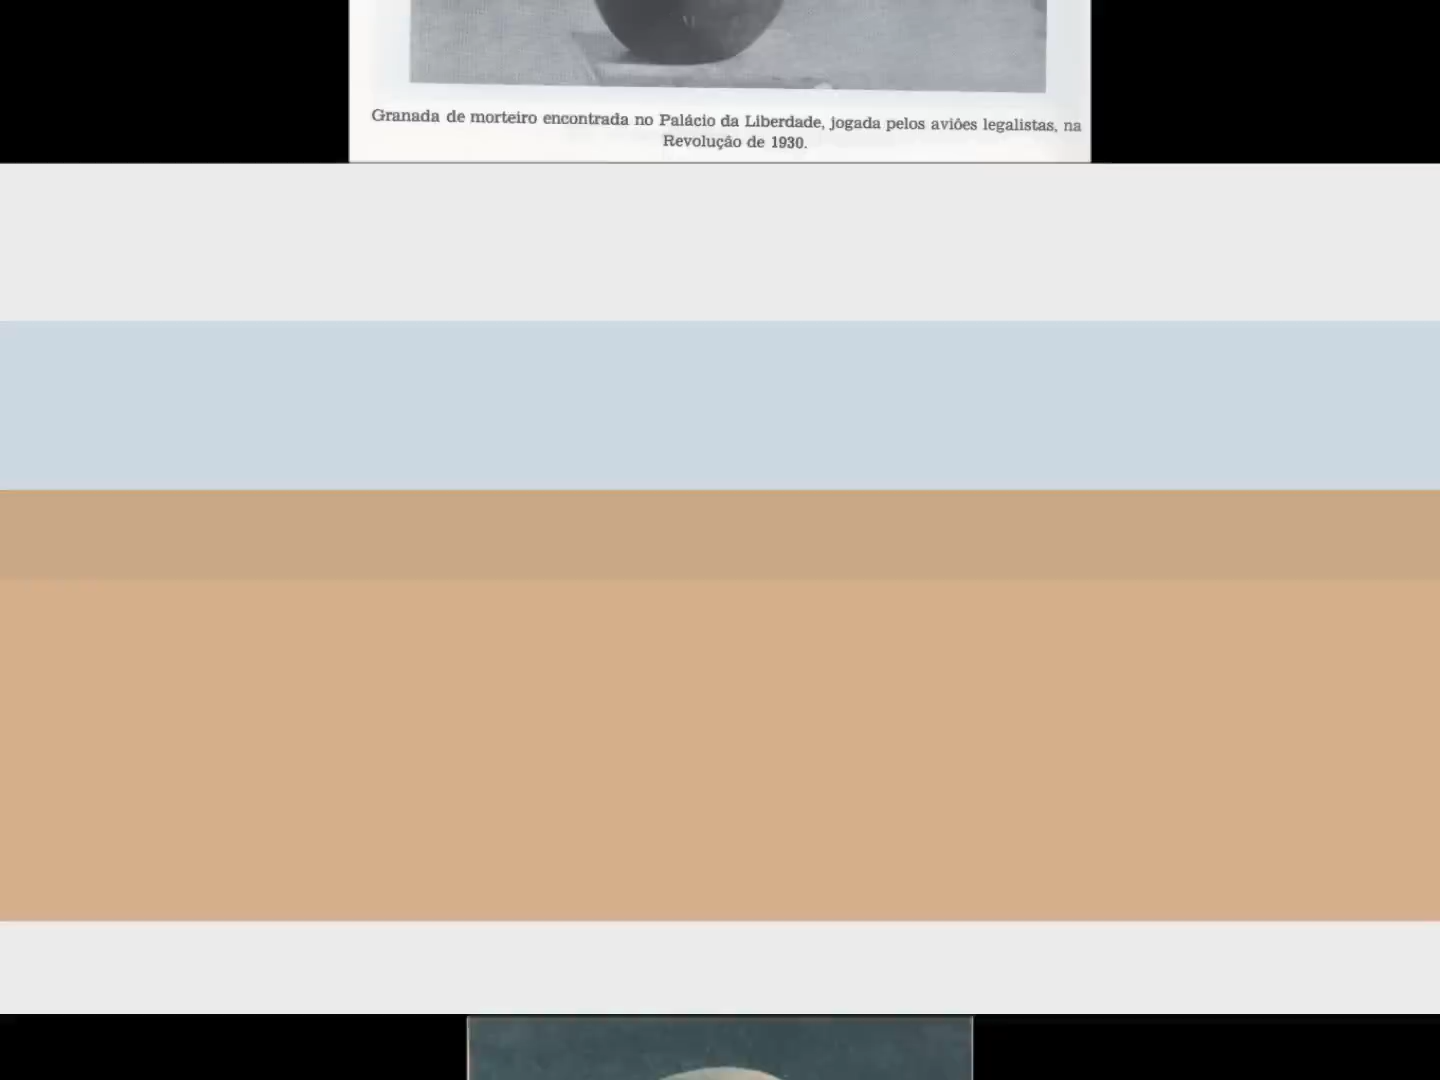 Granada de morteiro encontrada no Palácio da Liberdade, jogada pelos aviões legalistas, na
Revolução de 1930.